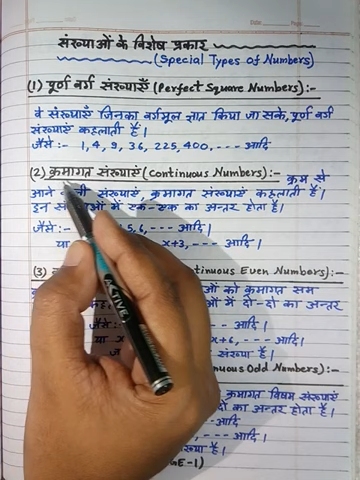 संख्याओं के विशेष प्रकार
(Special Types of Numbers)
(1) पूर्ण वर्ग संख्याएँ (Perfect Square Numbers) :-
वे संख्याएँ जिनका वर्गमूल ज्ञात किया जा सके, पूर्ण वर्ग
संख्याएँ कहलाती हैं।
जैसे :- 1, 4, 9, 36, 225, 400, --- आदि
(2) क्रमागत संख्याएं (Continuous Numbers) :- क्रम से
आने संख्याएं, क्रमागत संख्याएं कहलाती हैं।
इन में एक-एक का अन्तर होता है।
जैसे :- 5, 6, --- आदि।
या x+3, --- आदि।
(3) Even Numbers) :-
ओं को क्रमागत सम
ओं में दो-दो का अन्तर
जैसे --- आदि।
या x x+6, ---
संख्या है।
Odd Numbers) :-
क्रमागत विषम संख्याएं
का अन्तर होता है।
--- आदि
, --- आदि।
है।
GE-1)